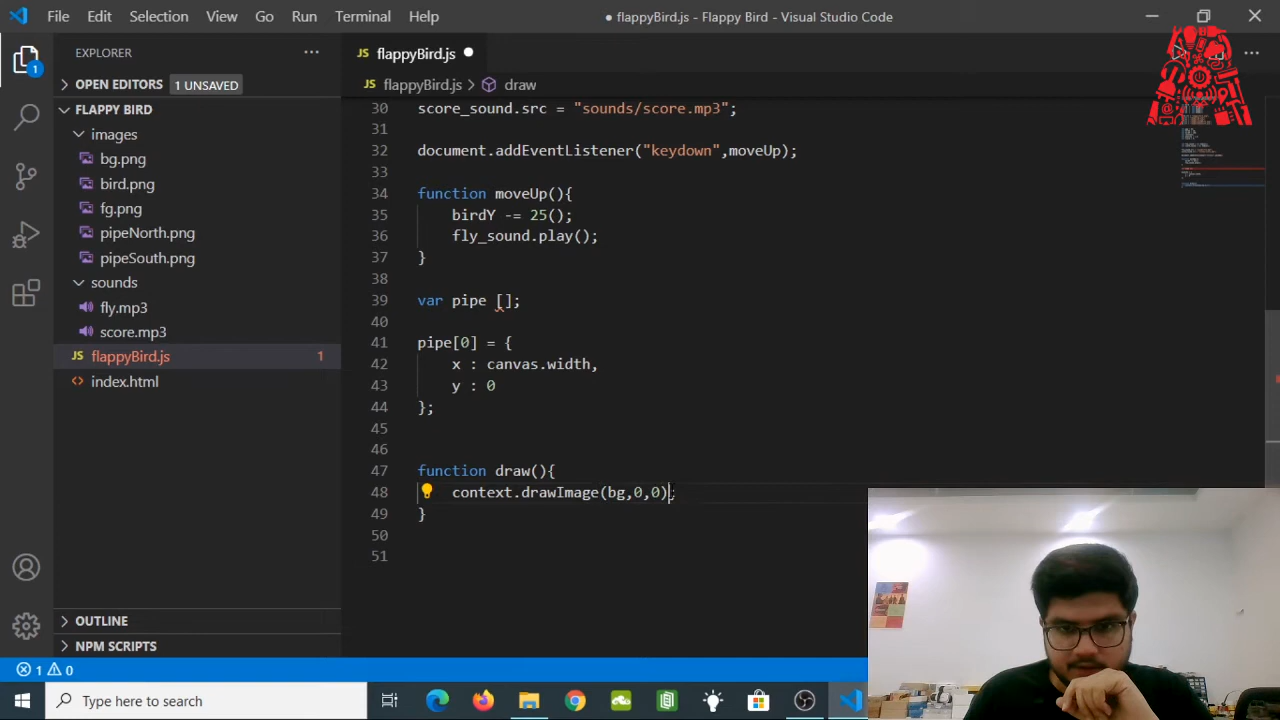 File Edit Selection View Go Run Terminal Help ● flappyBird.js - Flappy Bird - Visual Studio Code
EXPLORER
OPEN EDITORS 1 UNSAVED
FLAPPY BIRD
images
bg.png
bird.png
fg.png
pipeNorth.png
pipeSouth.png
sounds
fly.mp3
score.mp3
JS flappyBird.js 1
<> index.html
OUTLINE
NPM SCRIPTS
1
JS flappyBird.js ●
JS flappyBird.js > draw
30 score_sound.src = "sounds/score.mp3";
31
32 document.addEventListener("keydown",moveUp);
33
34 function moveUp(){
35 birdY -= 25();
36 fly_sound.play();
37 }
38
39 var pipe [];
40
41 pipe[0] = {
42 x : canvas.width,
43 y : 0
44 };
45
46
47 function draw(){
48 context.drawImage(bg,0,0);
49 }
50
51
1 0
Type here to search